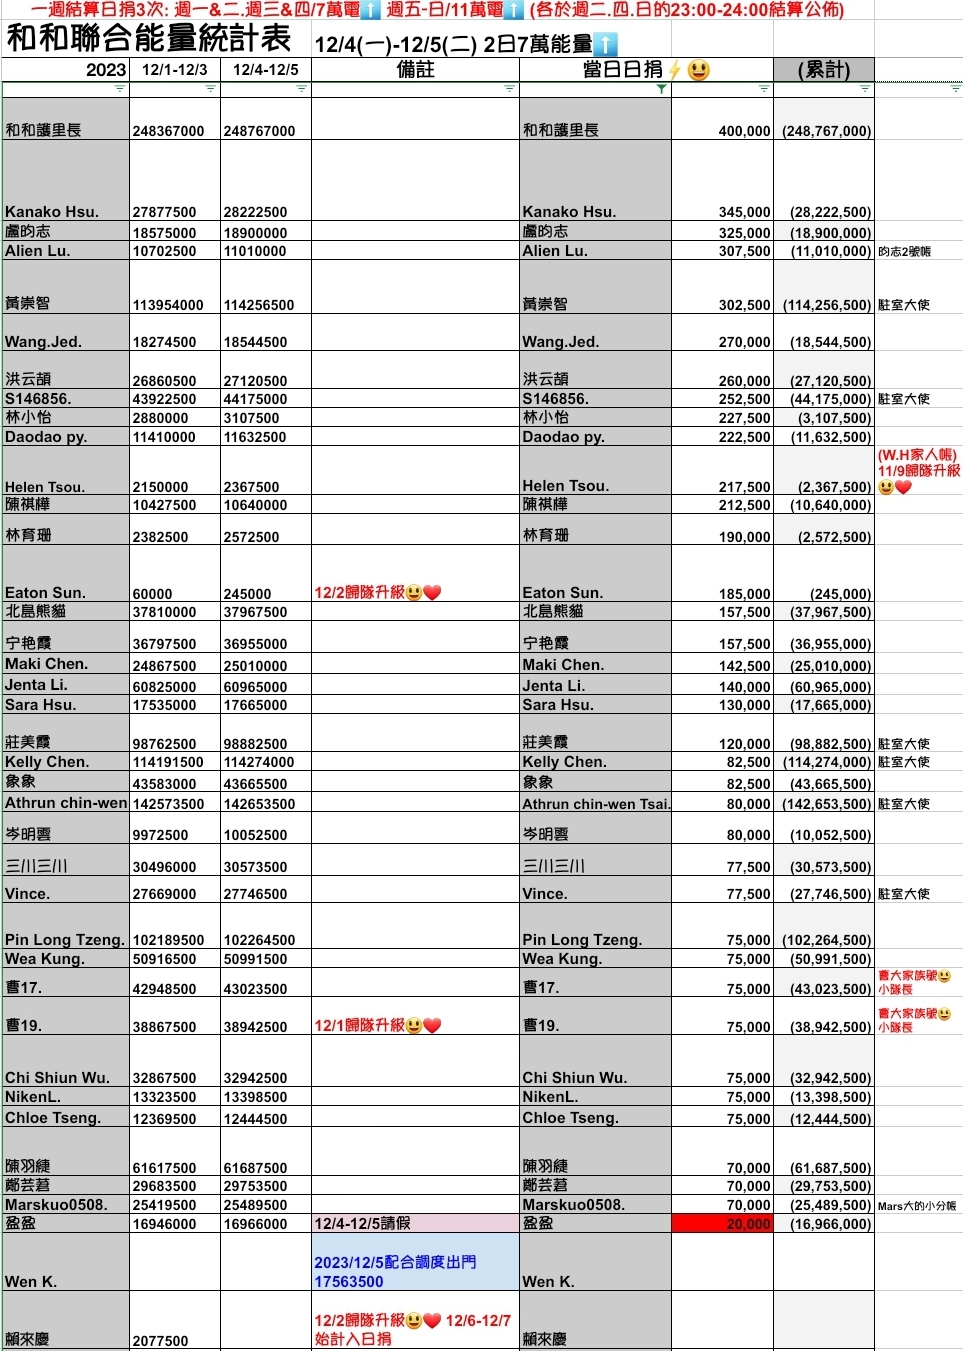 一週結算日捐3次: 週一&二.週三&四/7萬電⬆️ 週五-日/11萬電⬆️ (各於週二.四.日的23:00-24:00結算公佈)
和和聯合能量統計表 12/4(一)-12/5(二) 2日7萬能量⬆️
2023 12/1-12/3 12/4-12/5 備註 當日日捐⚡😃 (累計)
和和護里長 248367000 248767000 和和護里長 400,000 (248,767,000)
Kanako Hsu. 27877500 28222500 Kanako Hsu. 345,000 (28,222,500)
盧昀志 18575000 18900000 盧昀志 325,000 (18,900,000)
Alien Lu. 10702500 11010000 Alien Lu. 307,500 (11,010,000) 昀志2號帳
黃崇智 113954000 114256500 黃崇智 302,500 (114,256,500) 駐室大使
Wang.Jed. 18274500 18544500 Wang.Jed. 270,000 (18,544,500)
洪云頡 26860500 27120500 洪云頡 260,000 (27,120,500)
S146856. 43922500 44175000 S146856. 252,500 (44,175,000) 駐室大使
林小怡 2880000 3107500 林小怡 227,500 (3,107,500)
Daodao py. 11410000 11632500 Daodao py. 222,500 (11,632,500)
Helen Tsou. 2150000 2367500 Helen Tsou. 217,500 (2,367,500) (W.H家人帳)
11/9歸隊升級
😃❤️
陳祺樺 10427500 10640000 陳祺樺 212,500 (10,640,000)
林育珊 2382500 2572500 林育珊 190,000 (2,572,500)
Eaton Sun. 60000 245000 12/2歸隊升級😃❤️ Eaton Sun. 185,000 (245,000)
北島熊貓 37810000 37967500 北島熊貓 157,500 (37,967,500)
宁艳霞 36797500 36955000 宁艳霞 157,500 (36,955,000)
Maki Chen. 24867500 25010000 Maki Chen. 142,500 (25,010,000)
Jenta Li. 60825000 60965000 Jenta Li. 140,000 (60,965,000)
Sara Hsu. 17535000 17665000 Sara Hsu. 130,000 (17,665,000)
莊美霞 98762500 98882500 莊美霞 120,000 (98,882,500) 駐室大使
Kelly Chen. 114191500 114274000 Kelly Chen. 82,500 (114,274,000) 駐室大使
象象 43583000 43665500 象象 82,500 (43,665,500)
Athrun chin-wen 142573500 142653500 Athrun chin-wen Tsai. 80,000 (142,653,500) 駐室大使
岑明雲 9972500 10052500 岑明雲 80,000 (10,052,500)
三川三川 30496000 30573500 三川三川 77,500 (30,573,500)
Vince. 27669000 27746500 Vince. 77,500 (27,746,500) 駐室大使
Pin Long Tzeng. 102189500 102264500 Pin Long Tzeng. 75,000 (102,264,500)
Wea Kung. 50916500 50991500 Wea Kung. 75,000 (50,991,500)
曹17. 42948500 43023500 曹17. 75,000 (43,023,500) 曹大家族號😃
小隊長
曹19. 38867500 38942500 12/1歸隊升級😃❤️ 曹19. 75,000 (38,942,500) 曹大家族號😃
小隊長
Chi Shiun Wu. 32867500 32942500 Chi Shiun Wu. 75,000 (32,942,500)
NikenL. 13323500 13398500 NikenL. 75,000 (13,398,500)
Chloe Tseng. 12369500 12444500 Chloe Tseng. 75,000 (12,444,500)
陳羽緁 61617500 61687500 陳羽緁 70,000 (61,687,500)
鄭芸莙 29683500 29753500 鄭芸莙 70,000 (29,753,500)
Marskuo0508. 25419500 25489500 Marskuo0508. 70,000 (25,489,500) Mars大的小分帳
盈盈 16946000 16966000 12/4-12/5請假 盈盈 20,000 (16,966,000)
Wen K. 2023/12/5配合調度出門
17563500 Wen K.
賴來慶 2077500 12/2歸隊升級😃❤️ 12/6-12/7
始計入日捐 賴來慶